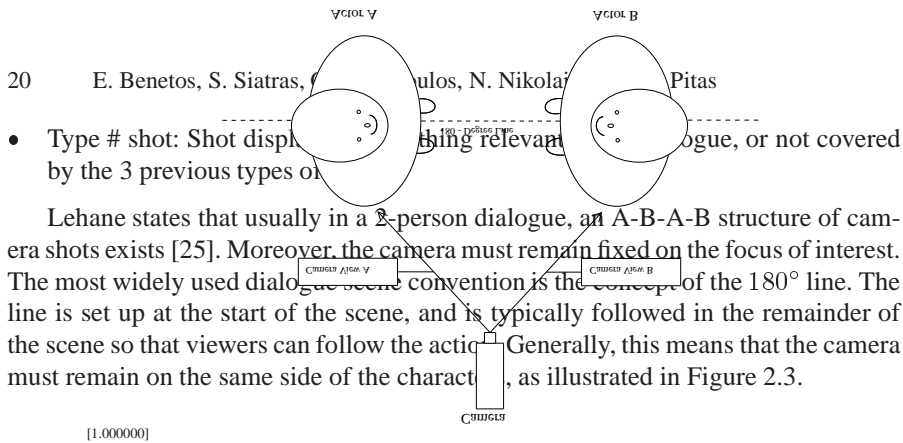 Actor A Actor B
20 E. Benetos, S. Siatras, ulos, N. Nikolai Pitas
180 - Degree Line
• Type # shot: Shot displ thing relevant ogue, or not covered
by the 3 previous types
Lehane states that usually in a 2-person dialogue, an A-B-A-B structure of cam-
era shots exists [25]. Moreover, the camera must remain fixed on the focus of interest.
Camera View A Camera View B
The most widely used dialogue scene convention is the concept of the 180° line. The
line is set up at the start of the scene, and is typically followed in the remainder of
the scene so that viewers can follow the actio Generally, this means that the camera
must remain on the same side of the charact , as illustrated in Figure 2.3.
Camera
[1.000000]